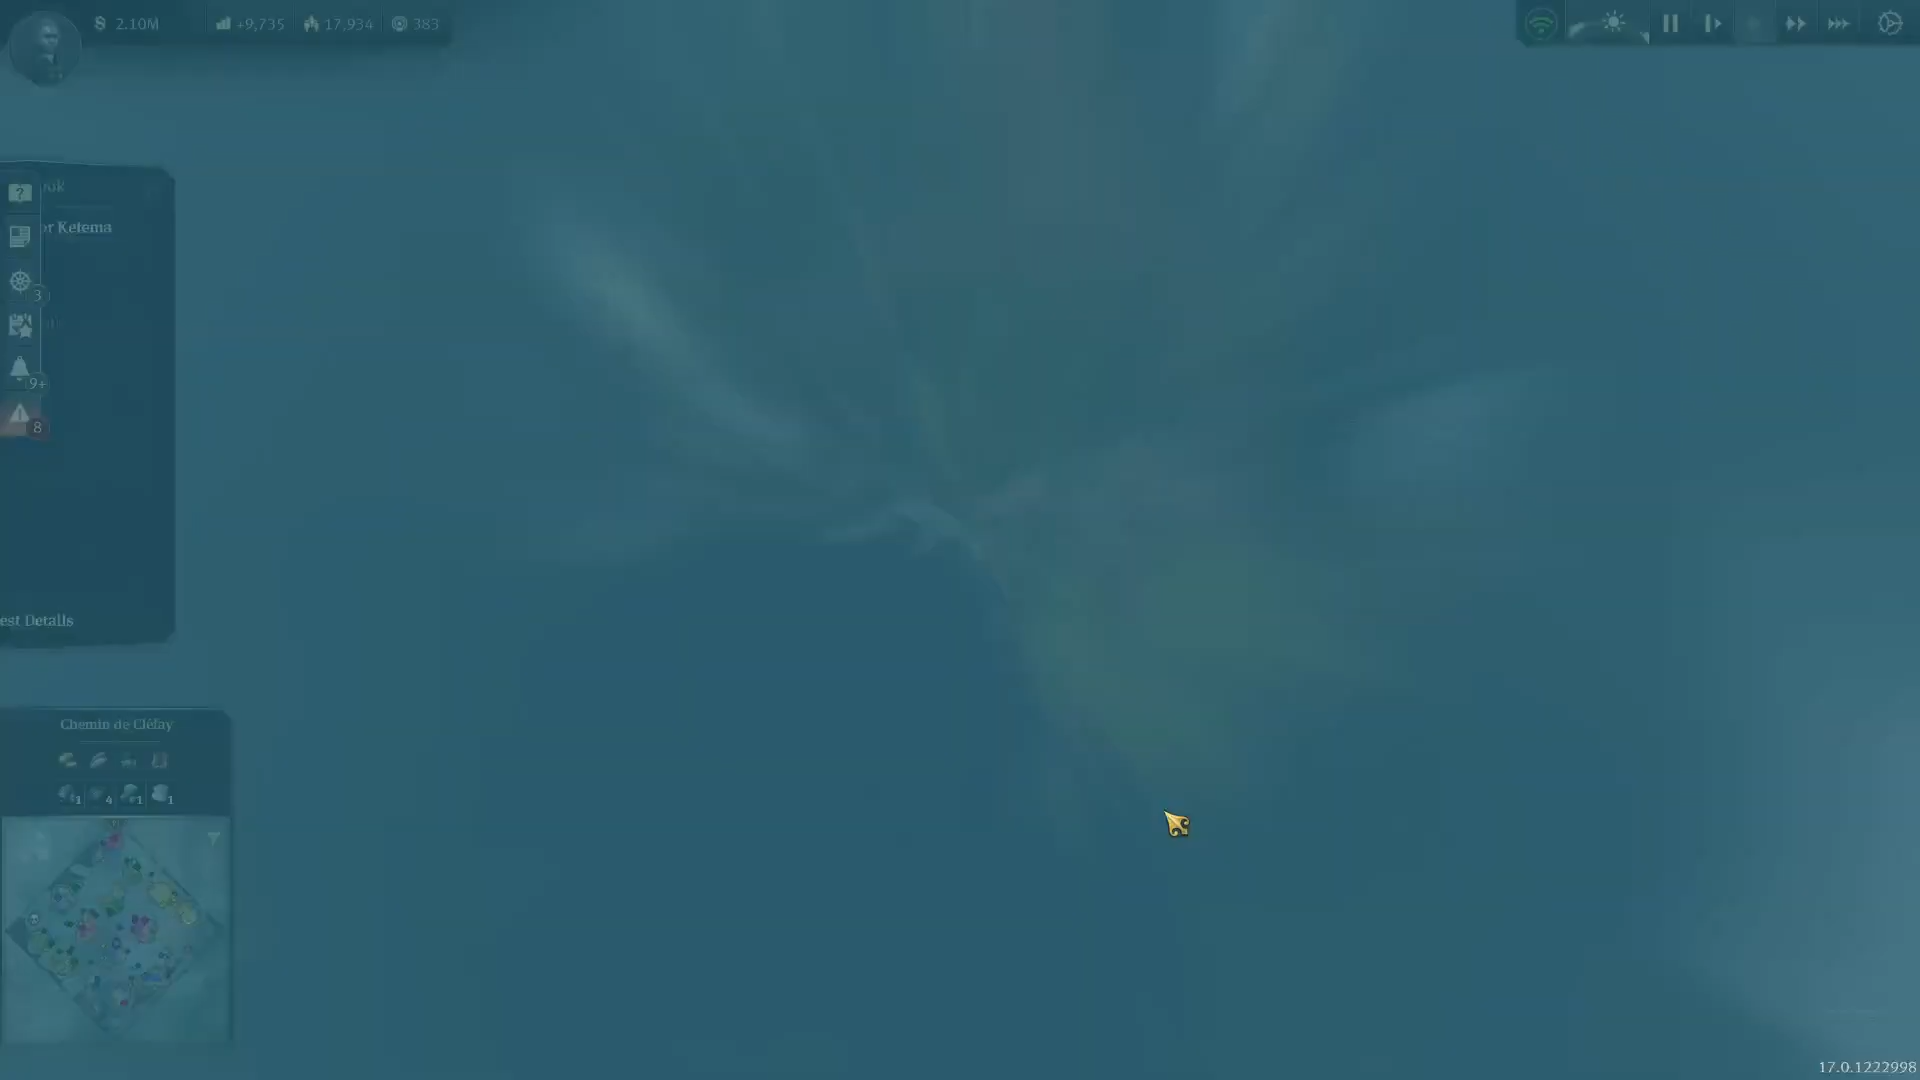 2.10M +9,735 17,934 383
ok
or Ketema
3
9+
8
est Details
Chemin de Cléfay
1 4 1 1
17.0.1222998